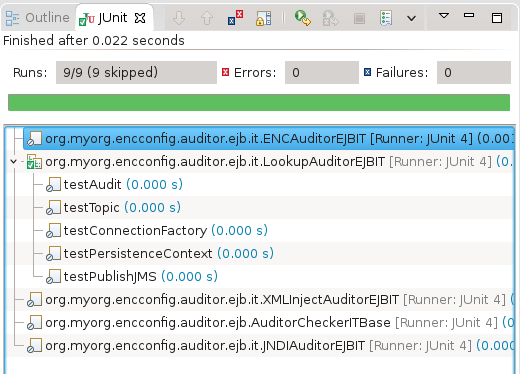 Outline JUnit
Finished after 0.022 seconds
Runs: 9/9 (9 skipped) Errors: 0 Failures: 0
org.myorg.encconfig.auditor.ejb.it.ENCAuditorEJBIT [Runner: JUnit 4] (0.001
org.myorg.encconfig.auditor.ejb.it.LookupAuditorEJBIT [Runner: JUnit 4] (0.
testAudit (0.000 s)
testTopic (0.000 s)
testConnectionFactory (0.000 s)
testPersistenceContext (0.000 s)
testPublishJMS (0.000 s)
org.myorg.encconfig.auditor.ejb.it.XMLInjectAuditorEJBIT [Runner: JUnit 4] (
org.myorg.encconfig.auditor.ejb.AuditorCheckerITBase [Runner: JUnit 4] (0
org.myorg.encconfig.auditor.ejb.it.JNDIAuditorEJBIT [Runner: JUnit 4] (0.000